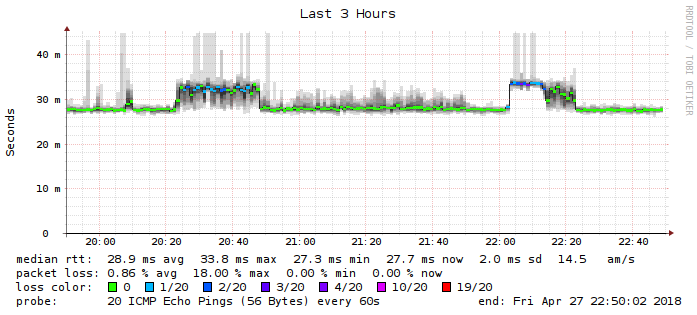 Last 3 Hours
RRDTOOL / TOBI OETIKER
Seconds
40 m
30 m
20 m
10 m
0
20:00 20:20 20:40 21:00 21:20 21:40 22:00 22:20 22:40
median rtt: 28.9 ms avg 33.8 ms max 27.3 ms min 27.7 ms now 2.0 ms sd 14.5 am/s
packet loss: 0.86 % avg 18.00 % max 0.00 % min 0.00 % now
loss color: 0 1/20 2/20 3/20 4/20 10/20 19/20
probe: 20 ICMP Echo Pings (56 Bytes) every 60s end: Fri Apr 27 22:50:02 2018